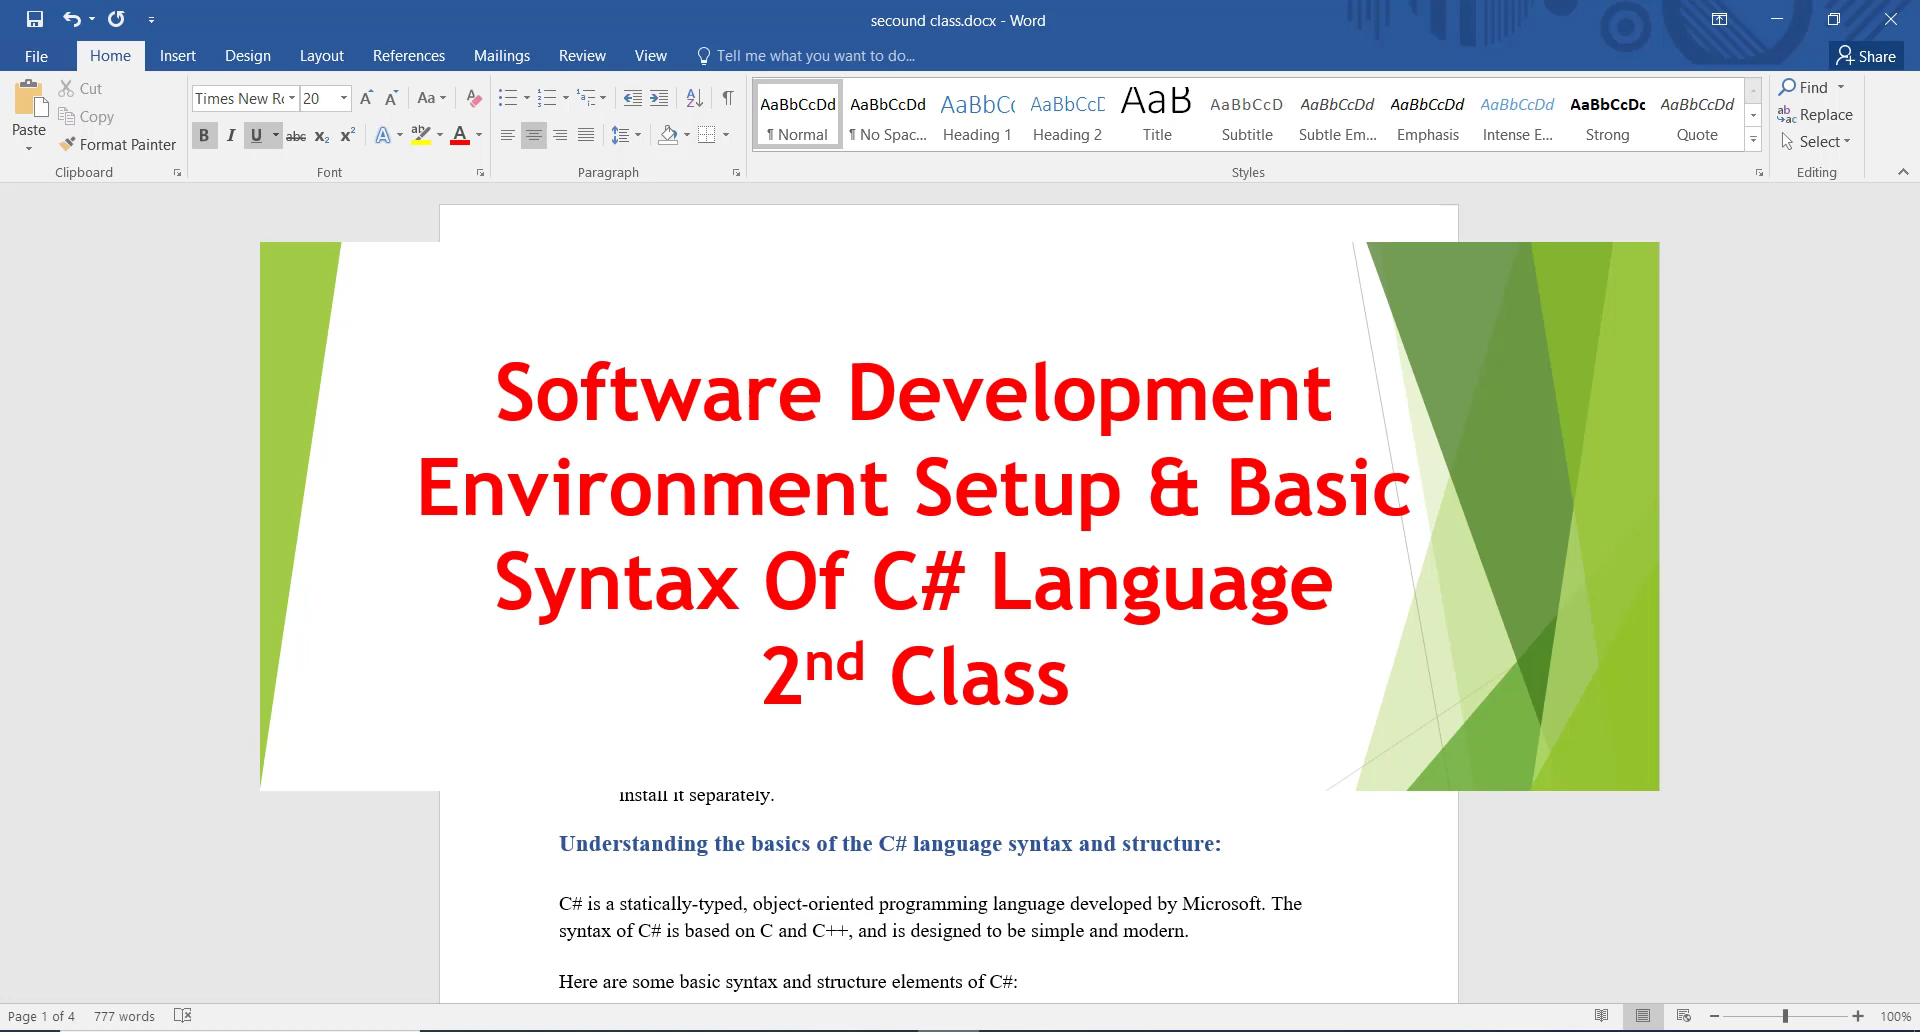 secound class.docx - Word
File Home Insert Design Layout References Mailings Review View Tell me what you want to do... Share
Paste Cut Copy Format Painter Clipboard
Times New Ro 20 Aa
B I U abc x₂ x² A ab A
Font
Paragraph
AaBbCcDd AaBbCcDd AaBbCc AaBbCcD AaB AaBbCcD AaBbCcDd AaBbCcDd AaBbCcDd AaBbCcDc AaBbCcDd
¶ Normal ¶ No Spac... Heading 1 Heading 2 Title Subtitle Subtle Em... Emphasis Intense E... Strong Quote
Styles
Find
Replace
Select
Editing
Software Development
Environment Setup & Basic
Syntax Of C# Language
2nd Class
install it separately.
Understanding the basics of the C# language syntax and structure:
C# is a statically-typed, object-oriented programming language developed by Microsoft. The
syntax of C# is based on C and C++, and is designed to be simple and modern.
Here are some basic syntax and structure elements of C#:
Page 1 of 4 777 words 100%